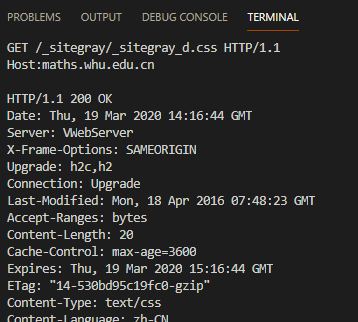 PROBLEMS OUTPUT DEBUG CONSOLE TERMINAL
GET /_sitegray/_sitegray_d.css HTTP/1.1
Host:maths.whu.edu.cn
HTTP/1.1 200 OK
Date: Thu, 19 Mar 2020 14:16:44 GMT
Server: VWebServer
X-Frame-Options: SAMEORIGIN
Upgrade: h2c,h2
Connection: Upgrade
Last-Modified: Mon, 18 Apr 2016 07:48:23 GMT
Accept-Ranges: bytes
Content-Length: 20
Cache-Control: max-age=3600
Expires: Thu, 19 Mar 2020 15:16:44 GMT
ETag: "14-530bd95c19fc0-gzip"
Content-Type: text/css
Content-Language: zh-CN